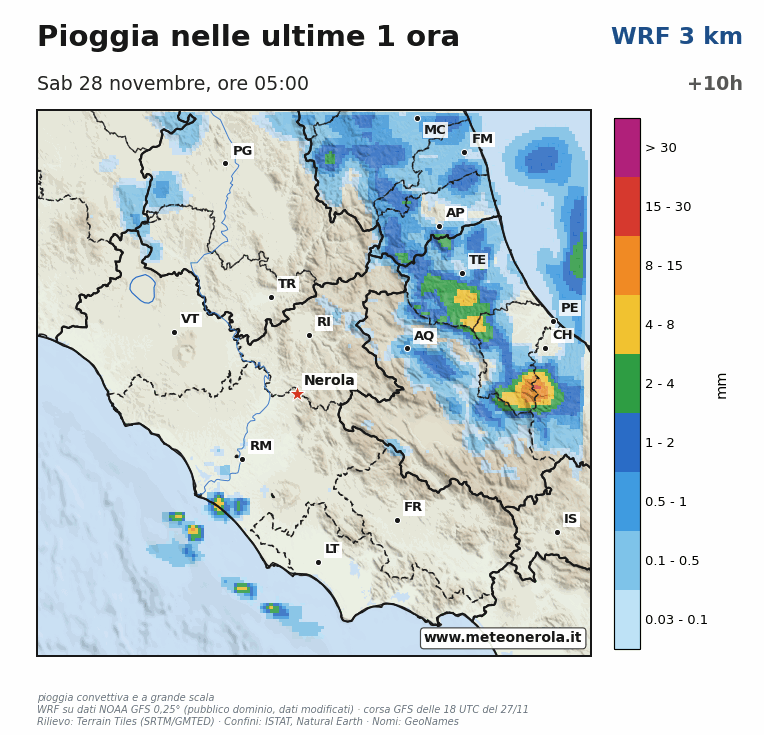 Pioggia nelle ultime 1 ora
WRF 3 km
Sab 28 novembre, ore 05:00
+10h
MC
FM
PG
AP
TE
TR
PE
VT
RI
AQ
CH
Nerola
RM
FR
IS
LT
www.meteonerola.it
> 30
15 - 30
8 - 15
4 - 8
2 - 4
1 - 2
0.5 - 1
0.1 - 0.5
0.03 - 0.1
mm
pioggia convettiva e a grande scala
WRF su dati NOAA GFS 0,25° (pubblico dominio, dati modificati) · corsa GFS delle 18 UTC del 27/11
Rilievo: Terrain Tiles (SRTM/GMTED) · Confini: ISTAT, Natural Earth · Nomi: GeoNames